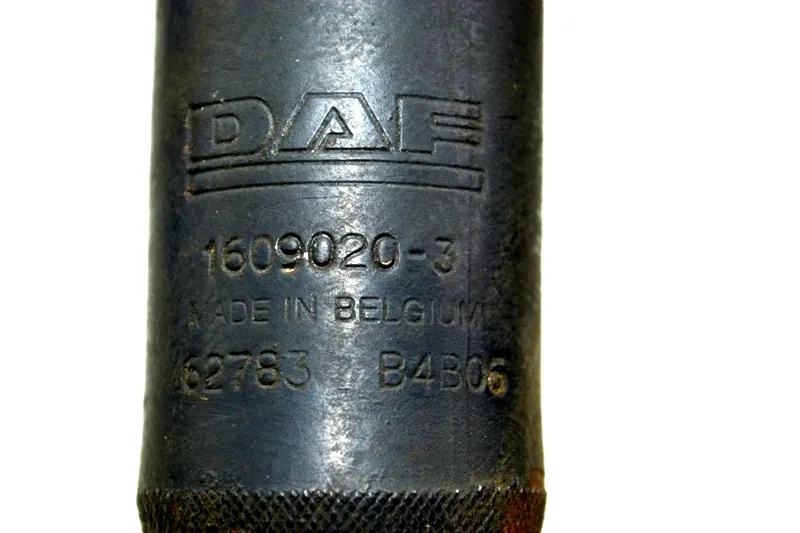 DAF
1609020-3
MADE IN BELGIUM
62783 B4B05